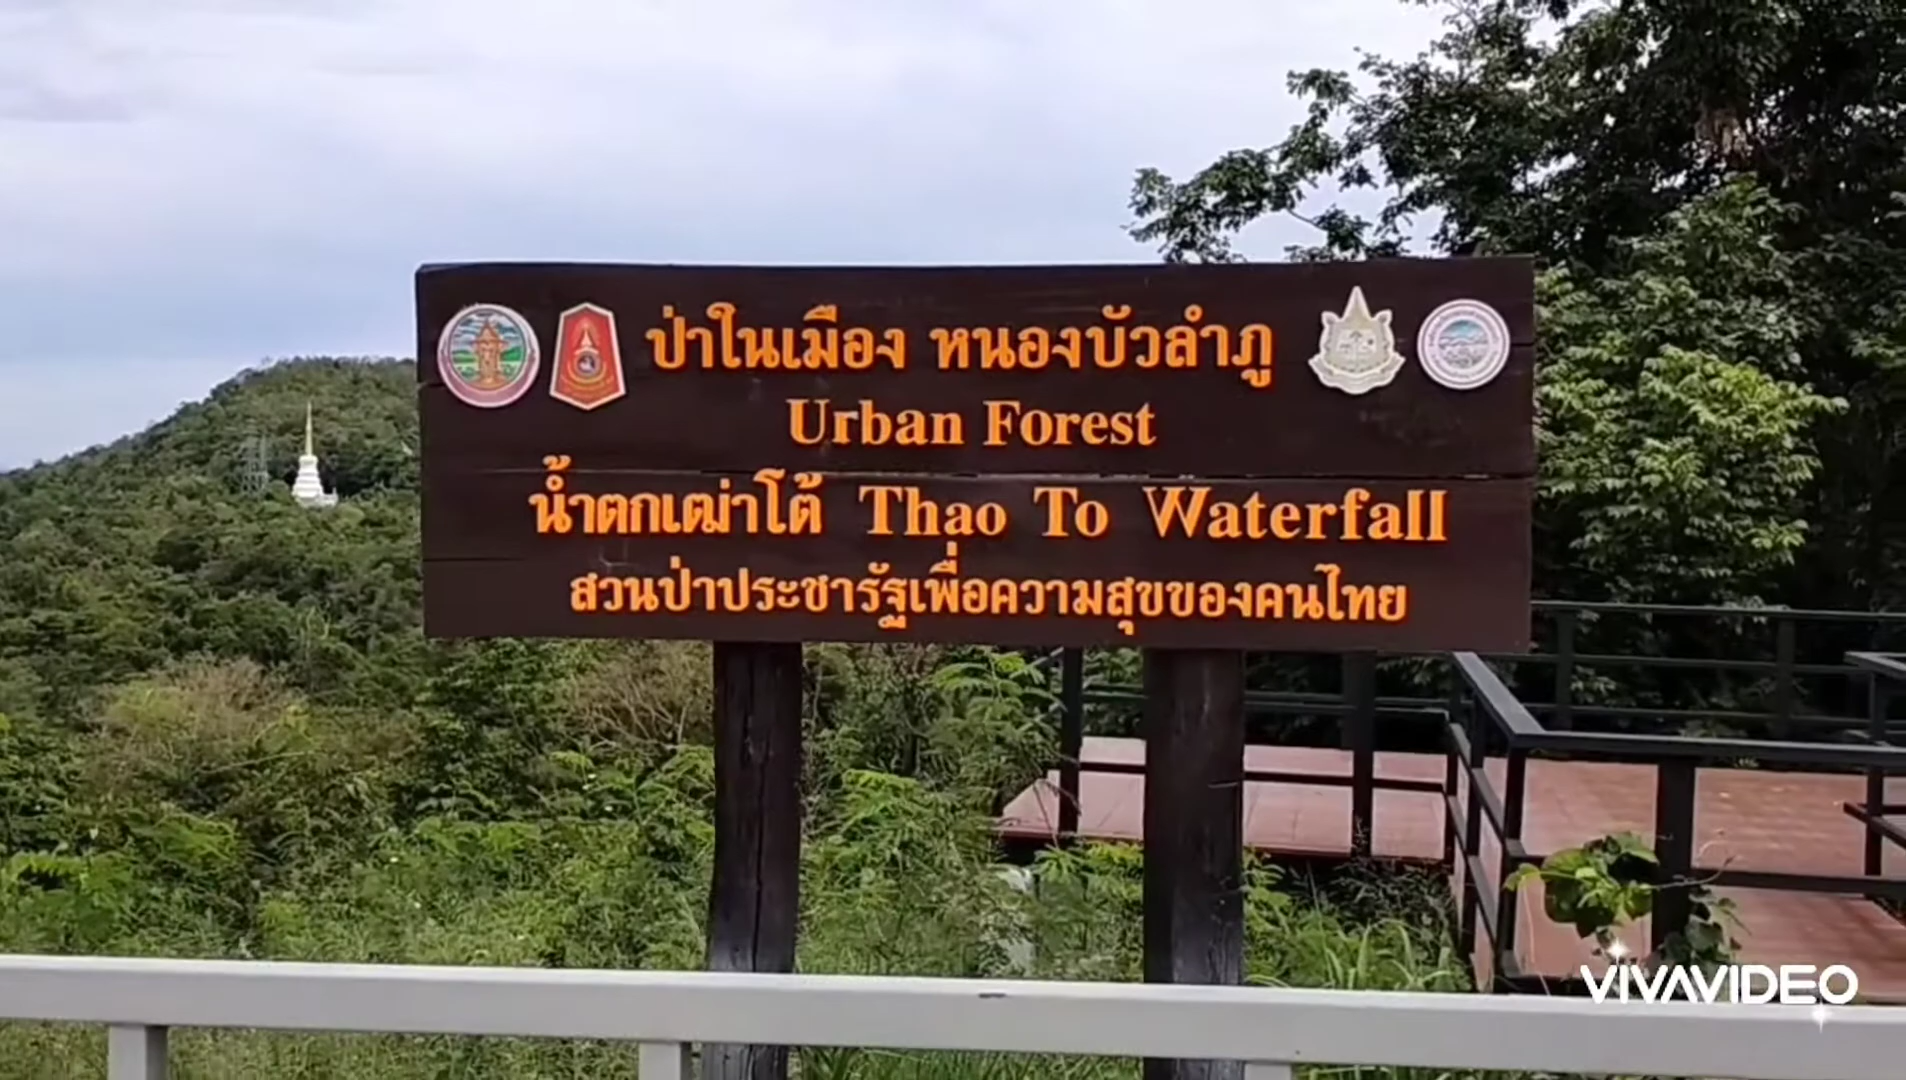 ป่าในเมือง หนองบัวลำภู
Urban Forest
น้ำตกเฒ่าโต้ Thao To Waterfall
สวนป่าประชารัฐเพื่อความสุขของคนไทย
VIVAVIDEO